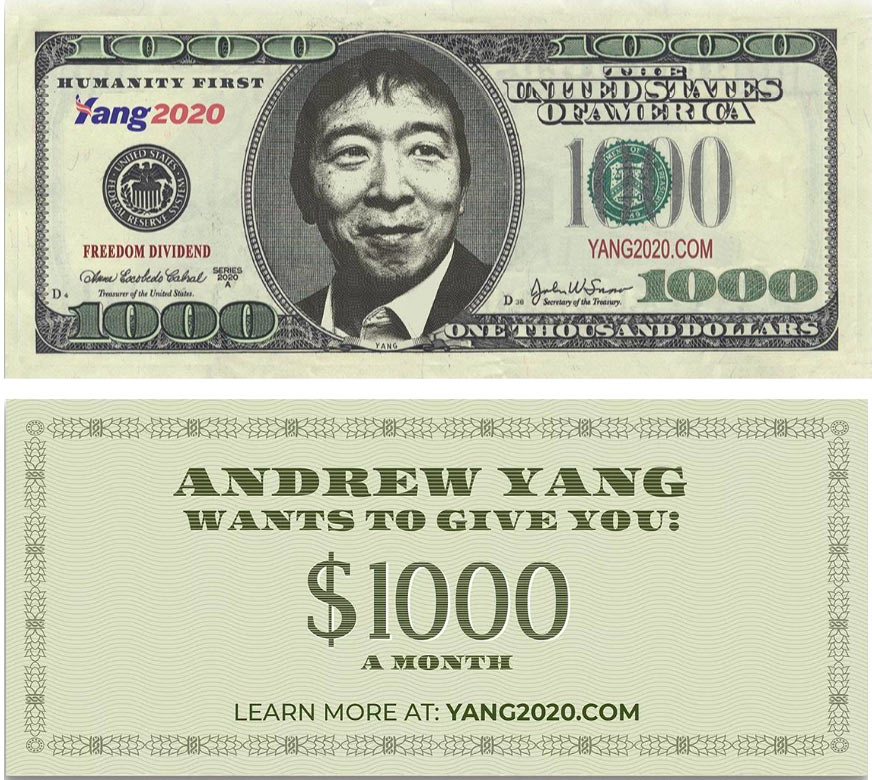 1000
1000
HUMANITY FIRST
Yang2020
THE
UNITED STATES
OF AMERICA
UNITED STATES
FEDERAL RESERVE SYSTEM
1000
FREEDOM DIVIDEND
YANG2020.COM
Anna Escobedo Cabral
SERIES
2020
A
Treasurer of the United States.
D 4
John W. Snow
Secretary of the Treasury.
D 30
1000
1000
YANG
ONE THOUSAND DOLLARS
ANDREW YANG
WANTS TO GIVE YOU:
$1000
A MONTH
LEARN MORE AT: YANG2020.COM